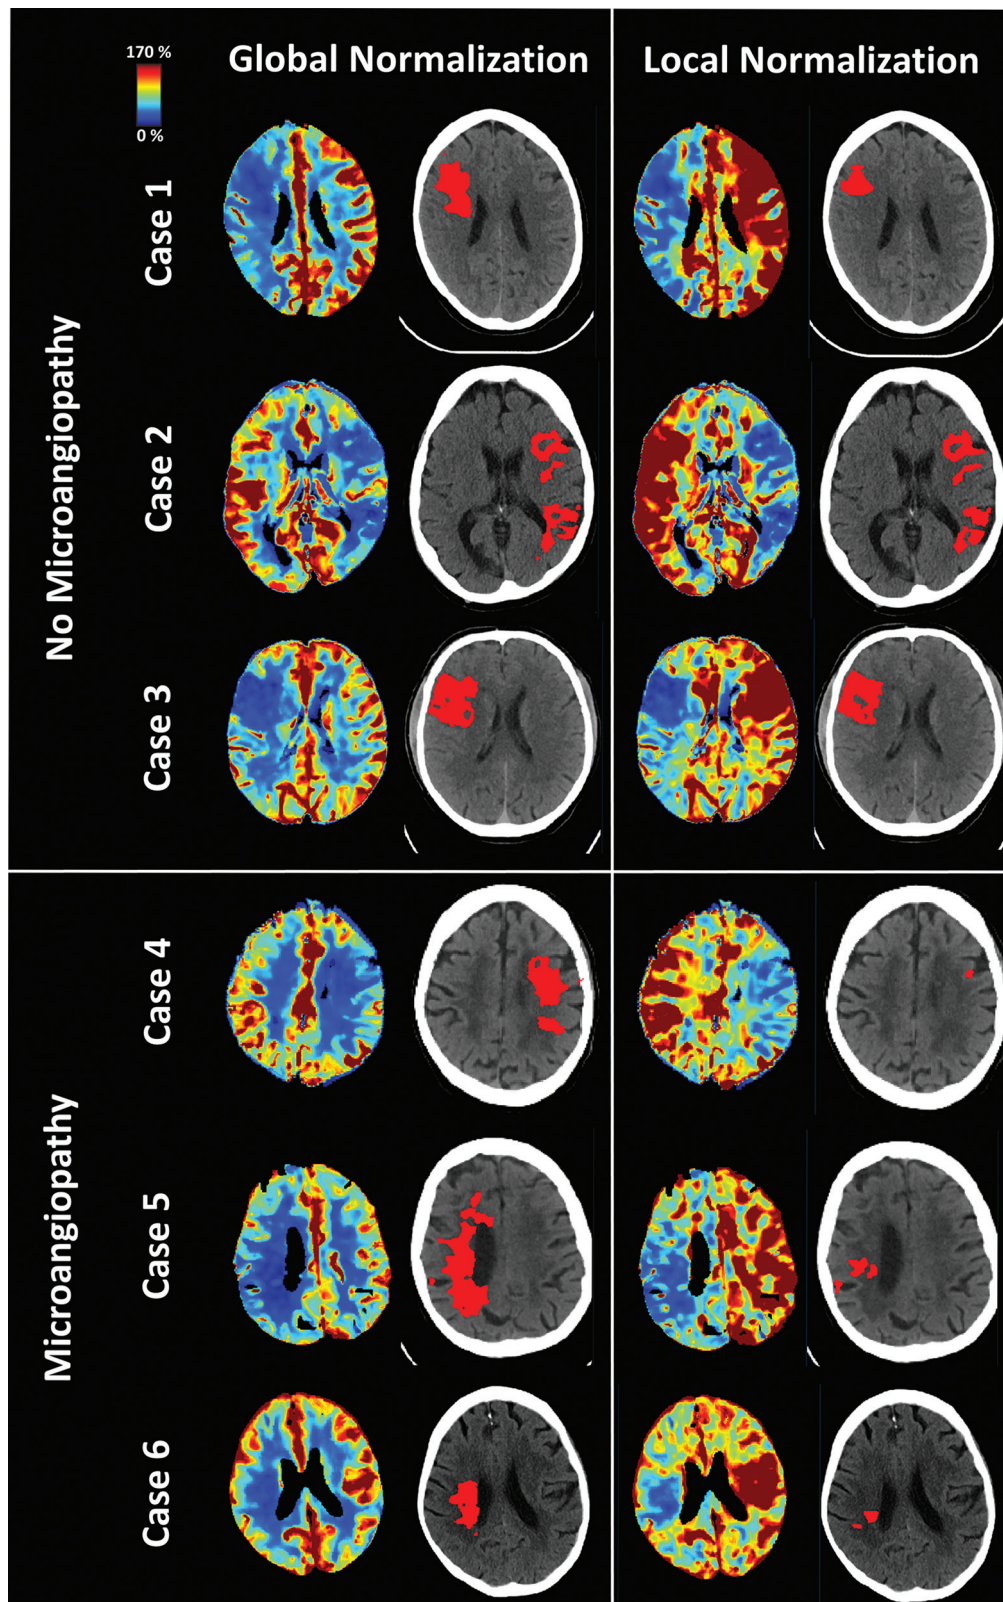 170 %
0 %
Global Normalization
Local Normalization
No Microangiopathy
Case 1
Case 2
Case 3
Microangiopathy
Case 4
Case 5
Case 6